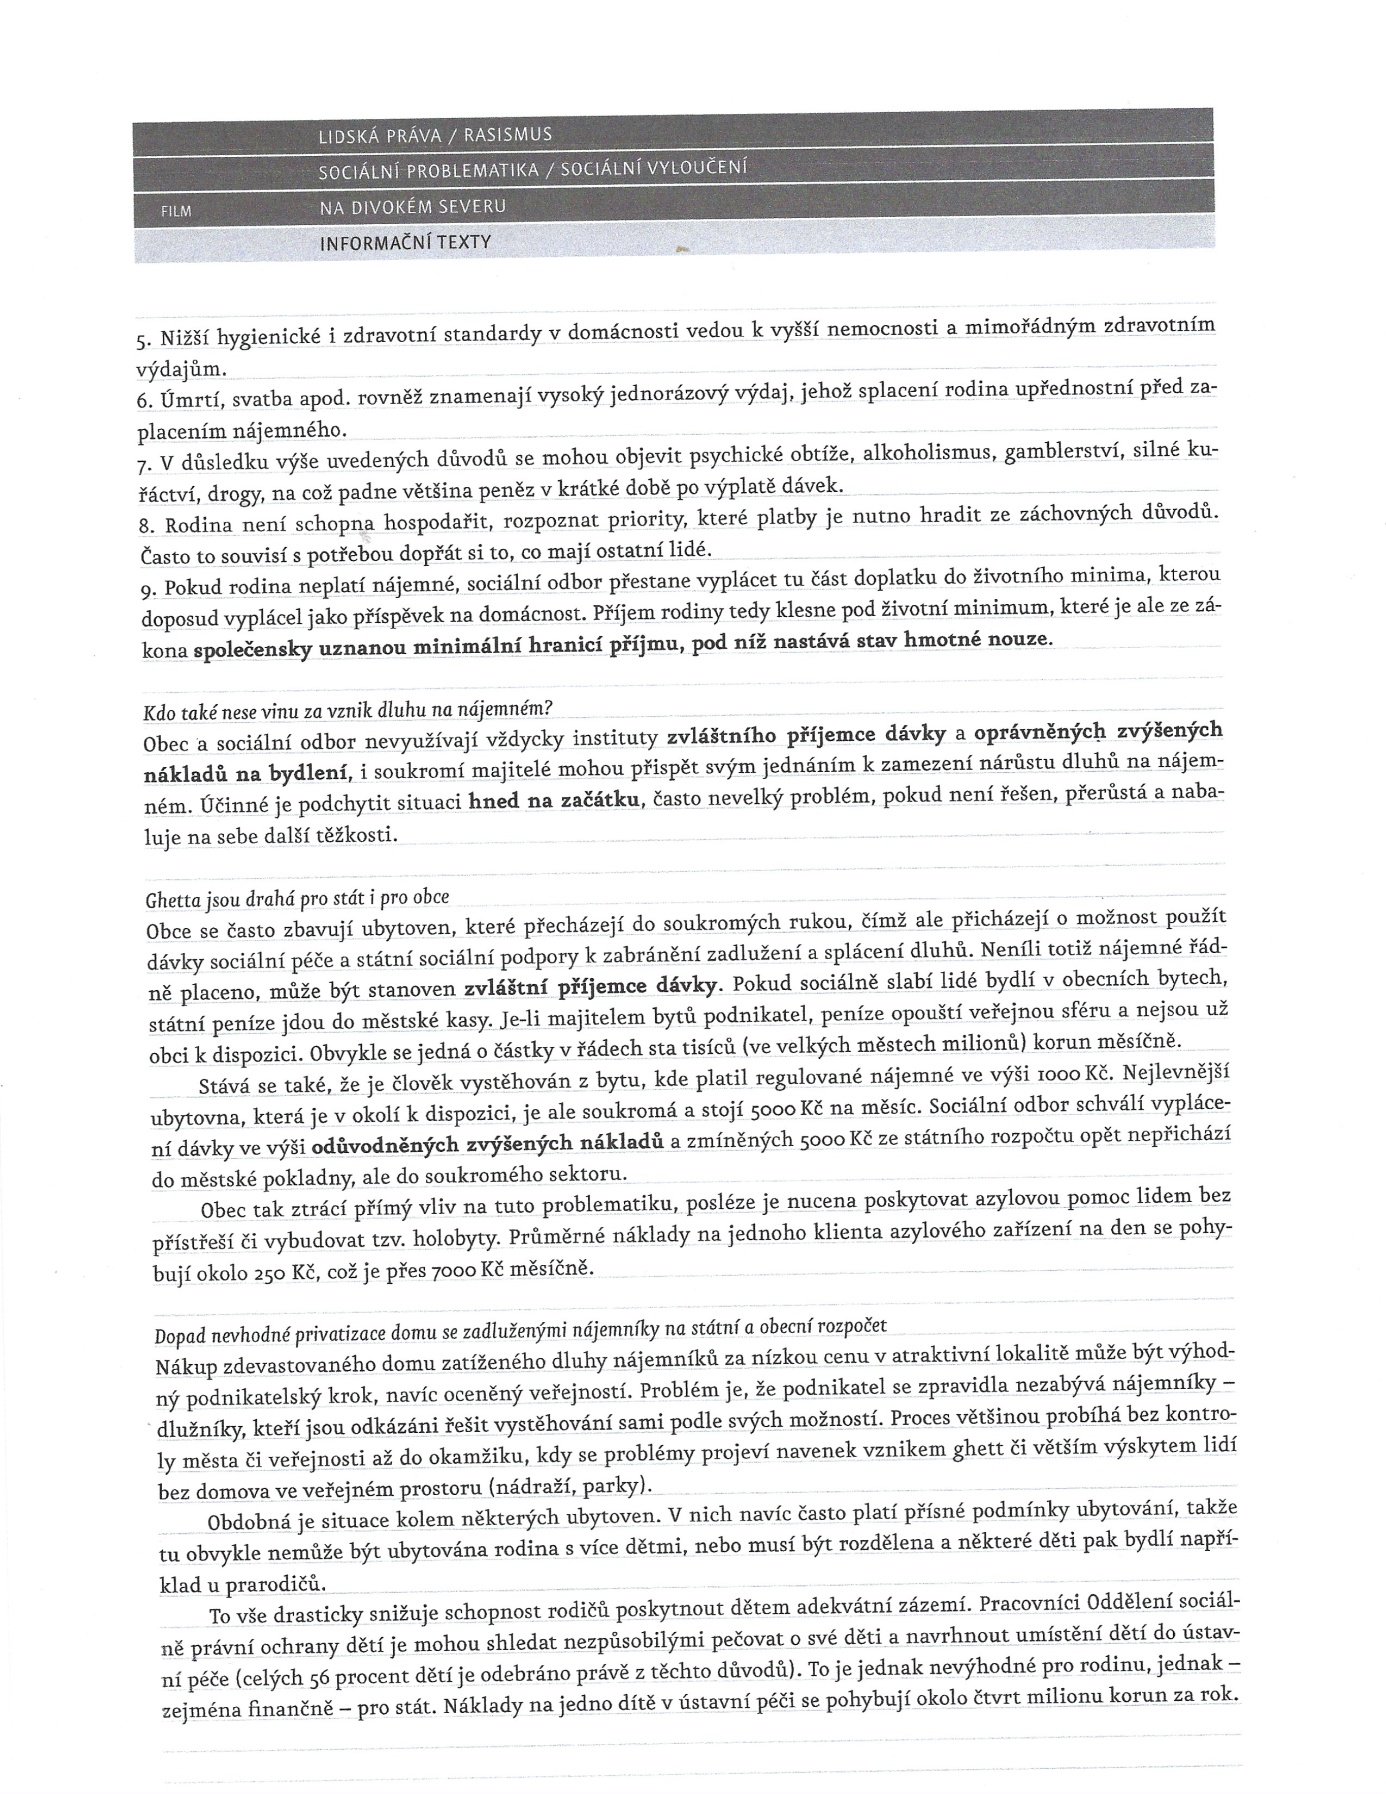 LIDSKÁ PRÁVA / RASISMUS
SOCIÁLNÍ PROBLEMATIKA / SOCIÁLNÍ VYLOUČENÍ
FILM NA DIVOKÉM SEVERU
INFORMAČNÍ TEXTY
5. Nižší hygienické i zdravotní standardy v domácnosti vedou k vyšší nemocnosti a mimořádným zdravotním
výdajům.
6. Úmrtí, svatba apod. rovněž znamenají vysoký jednorázový výdaj, jehož splacení rodina upřednostní před za-
placením nájemného.
7. V důsledku výše uvedených důvodů se mohou objevit psychické obtíže, alkoholismus, gamblerství, silné ku-
řáctví, drogy, na což padne většina peněz v krátké době po výplatě dávek.
8. Rodina není schopna hospodařit, rozpoznat priority, které platby je nutno hradit ze záchovných důvodů.
Často to souvisí s potřebou dopřát si to, co mají ostatní lidé.
9. Pokud rodina neplatí nájemné, sociální odbor přestane vyplácet tu část doplatku do životního minima, kterou
doposud vyplácel jako příspěvek na domácnost. Příjem rodiny tedy klesne pod životní minimum, které je ale ze zá-
kona společensky uznanou minimální hranicí příjmu, pod níž nastává stav hmotné nouze.
Kdo také nese vinu za vznik dluhu na nájemném?
Obec a sociální odbor nevyužívají vždycky instituty zvláštního příjemce dávky a oprávněných zvýšených
nákladů na bydlení, i soukromí majitelé mohou přispět svým jednáním k zamezení nárůstu dluhů na nájem-
ném. Účinné je podchytit situaci hned na začátku, často nevelký problém, pokud není řešen, přerůstá a naba-
luje na sebe další těžkosti.
Ghetta jsou drahá pro stát i pro obce
Obce se často zbavují ubytoven, které přecházejí do soukromých rukou, čímž ale přicházejí o možnost použít
dávky sociální péče a státní sociální podpory k zabránění zadlužení a splácení dluhů. Neníli totiž nájemné řád-
ně placeno, může být stanoven zvláštní příjemce dávky. Pokud sociálně slabí lidé bydlí v obecních bytech,
státní peníze jdou do městské kasy. Je-li majitelem bytů podnikatel, peníze opouští veřejnou sféru a nejsou už
obci k dispozici. Obvykle se jedná o částky v řádech sta tisíců (ve velkých městech milionů) korun měsíčně.
Stává se také, že je člověk vystěhován z bytu, kde platil regulované nájemné ve výši 1000 Kč. Nejlevnější
ubytovna, která je v okolí k dispozici, je ale soukromá a stojí 5000 Kč na měsíc. Sociální odbor schválí vypláce-
ní dávky ve výši odůvodněných zvýšených nákladů a zmíněných 5000 Kč ze státního rozpočtu opět nepřichází
do městské pokladny, ale do soukromého sektoru.
Obec tak ztrácí přímý vliv na tuto problematiku, posléze je nucena poskytovat azylovou pomoc lidem bez
přístřeší či vybudovat tzv. holobyty. Průměrné náklady na jednoho klienta azylového zařízení na den se pohy-
bují okolo 250 Kč, což je přes 7000 Kč měsíčně.
Dopad nevhodné privatizace domu se zadluženými nájemníky na státní a obecní rozpočet
Nákup zdevastovaného domu zatíženého dluhy nájemníků za nízkou cenu v atraktivní lokalitě může být výhod-
ný podnikatelský krok, navíc oceněný veřejností. Problém je, že podnikatel se zpravidla nezabývá nájemníky –
dlužníky, kteří jsou odkázáni řešit vystěhování sami podle svých možností. Proces většinou probíhá bez kontro-
ly města či veřejnosti až do okamžiku, kdy se problémy projeví navenek vznikem ghett či větším výskytem lidí
bez domova ve veřejném prostoru (nádraží, parky).
Obdobná je situace kolem některých ubytoven. V nich navíc často platí přísné podmínky ubytování, takže
tu obvykle nemůže být ubytována rodina s více dětmi, nebo musí být rozdělena a některé děti pak bydlí napří-
klad u prarodičů.
To vše drasticky snižuje schopnost rodičů poskytnout dětem adekvátní zázemí. Pracovníci Oddělení sociál-
ně právní ochrany dětí je mohou shledat nezpůsobilými pečovat o své děti a navrhnout umístění dětí do ústav-
ní péče (celých 56 procent dětí je odebráno právě z těchto důvodů). To je jednak nevýhodné pro rodinu, jednak –
zejména finančně – pro stát. Náklady na jedno dítě v ústavní péči se pohybují okolo čtvrt milionu korun za rok.